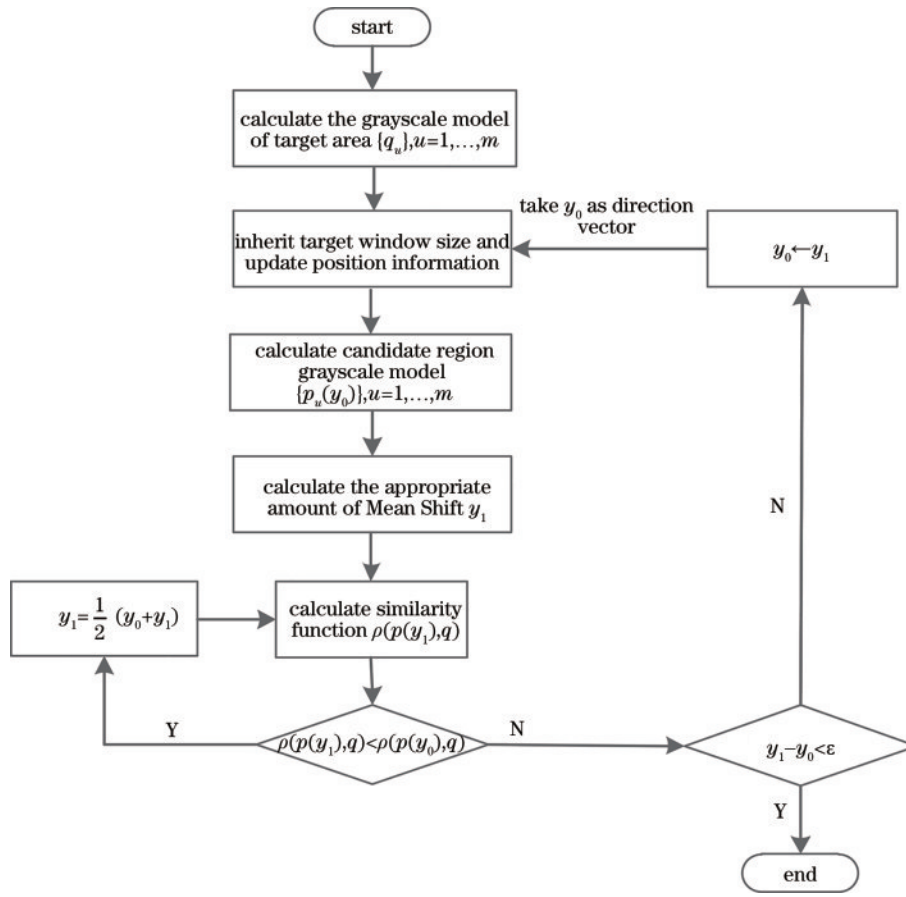 start
calculate the grayscale model
of target area {q_u},u=1,…,m
take y_0 as direction
vector
inherit target window size and
update position information
y_0←y_1
calculate candidate region
grayscale model
{p_u(y_0)},u=1,…,m
calculate the appropriate
amount of Mean Shift y_1
N
y_1=1/2 (y_0+y_1)
calculate similarity
function ρ(p(y_1),q)
Y
ρ(p(y_1),q)<ρ(p(y_0),q)
N
y_1−y_0<ε
Y
end